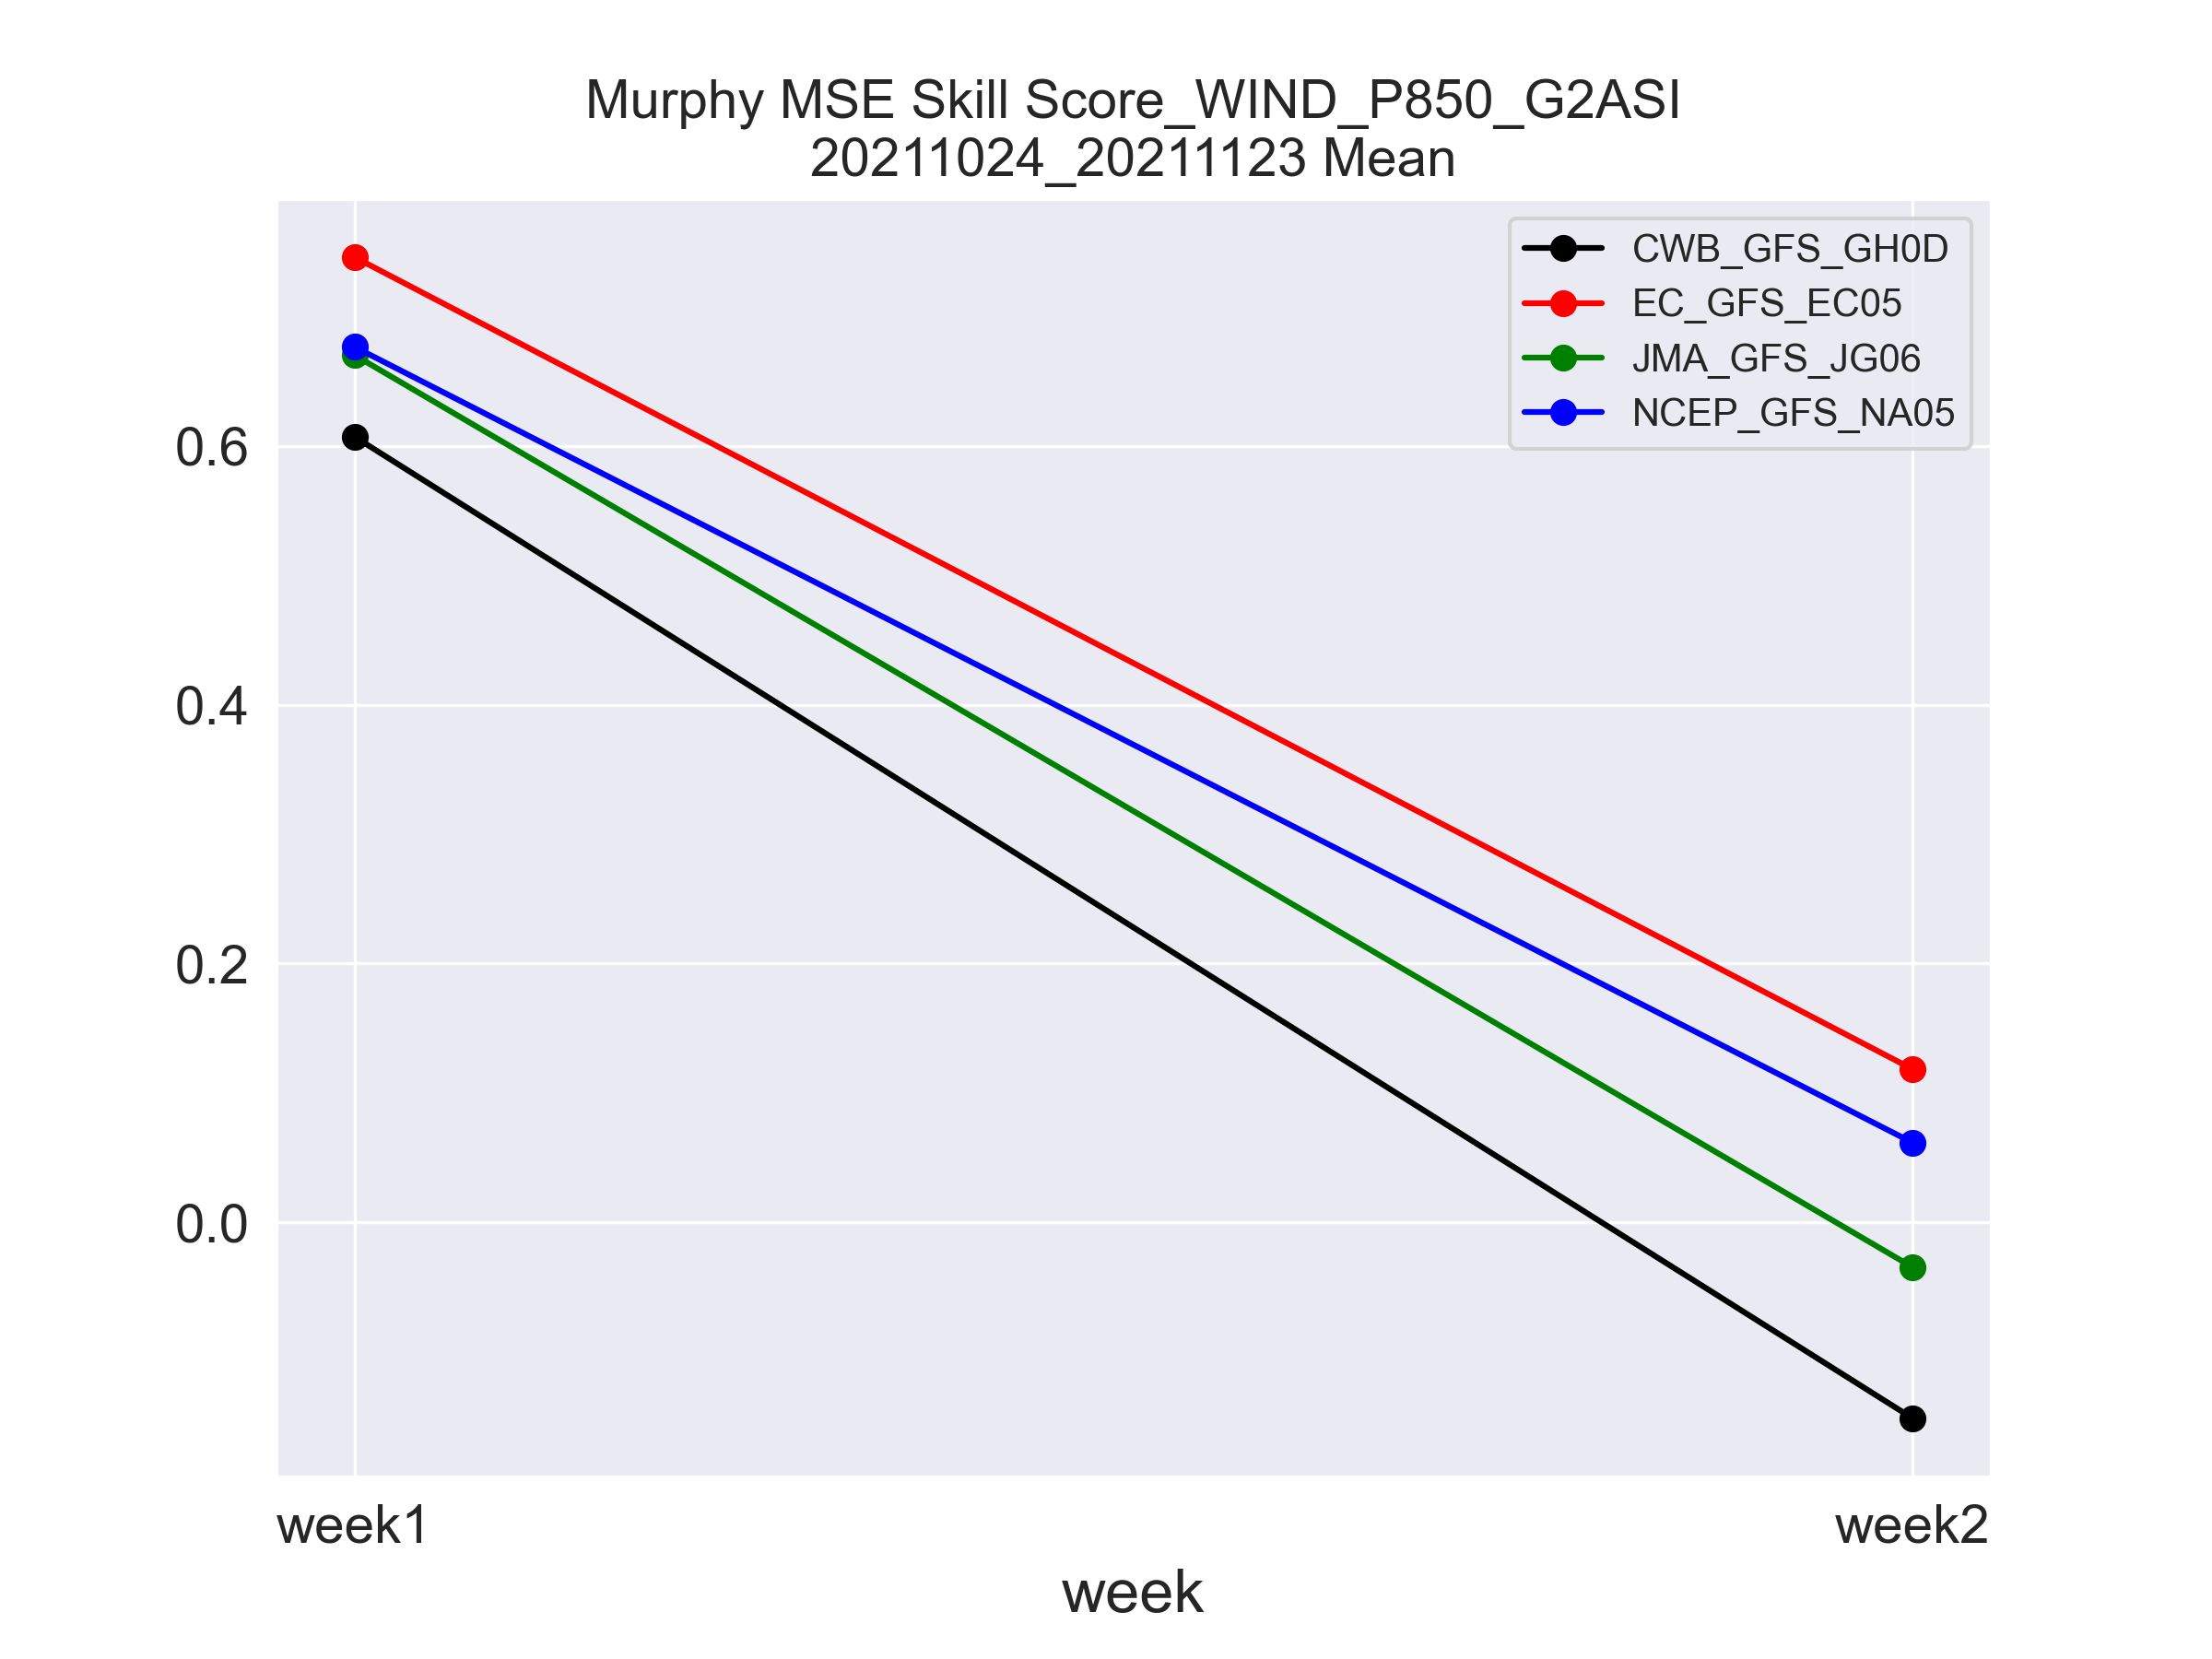 Murphy MSE Skill Score_WIND_P850_G2ASI
20211024_20211123 Mean
CWB_GFS_GH0D
EC_GFS_EC05
JMA_GFS_JG06
NCEP_GFS_NA05
0.6
0.4
0.2
0.0
week1
week2
week